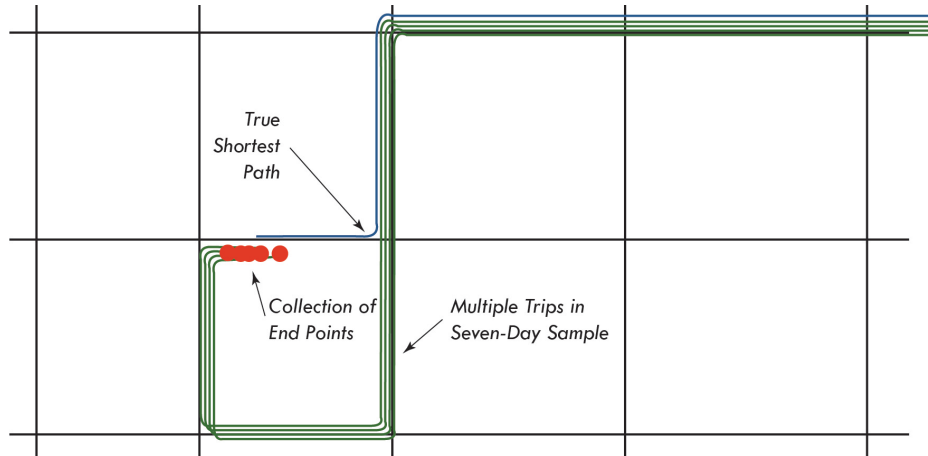 True
Shortest
Path
Collection of
End Points
Multiple Trips in
Seven-Day Sample